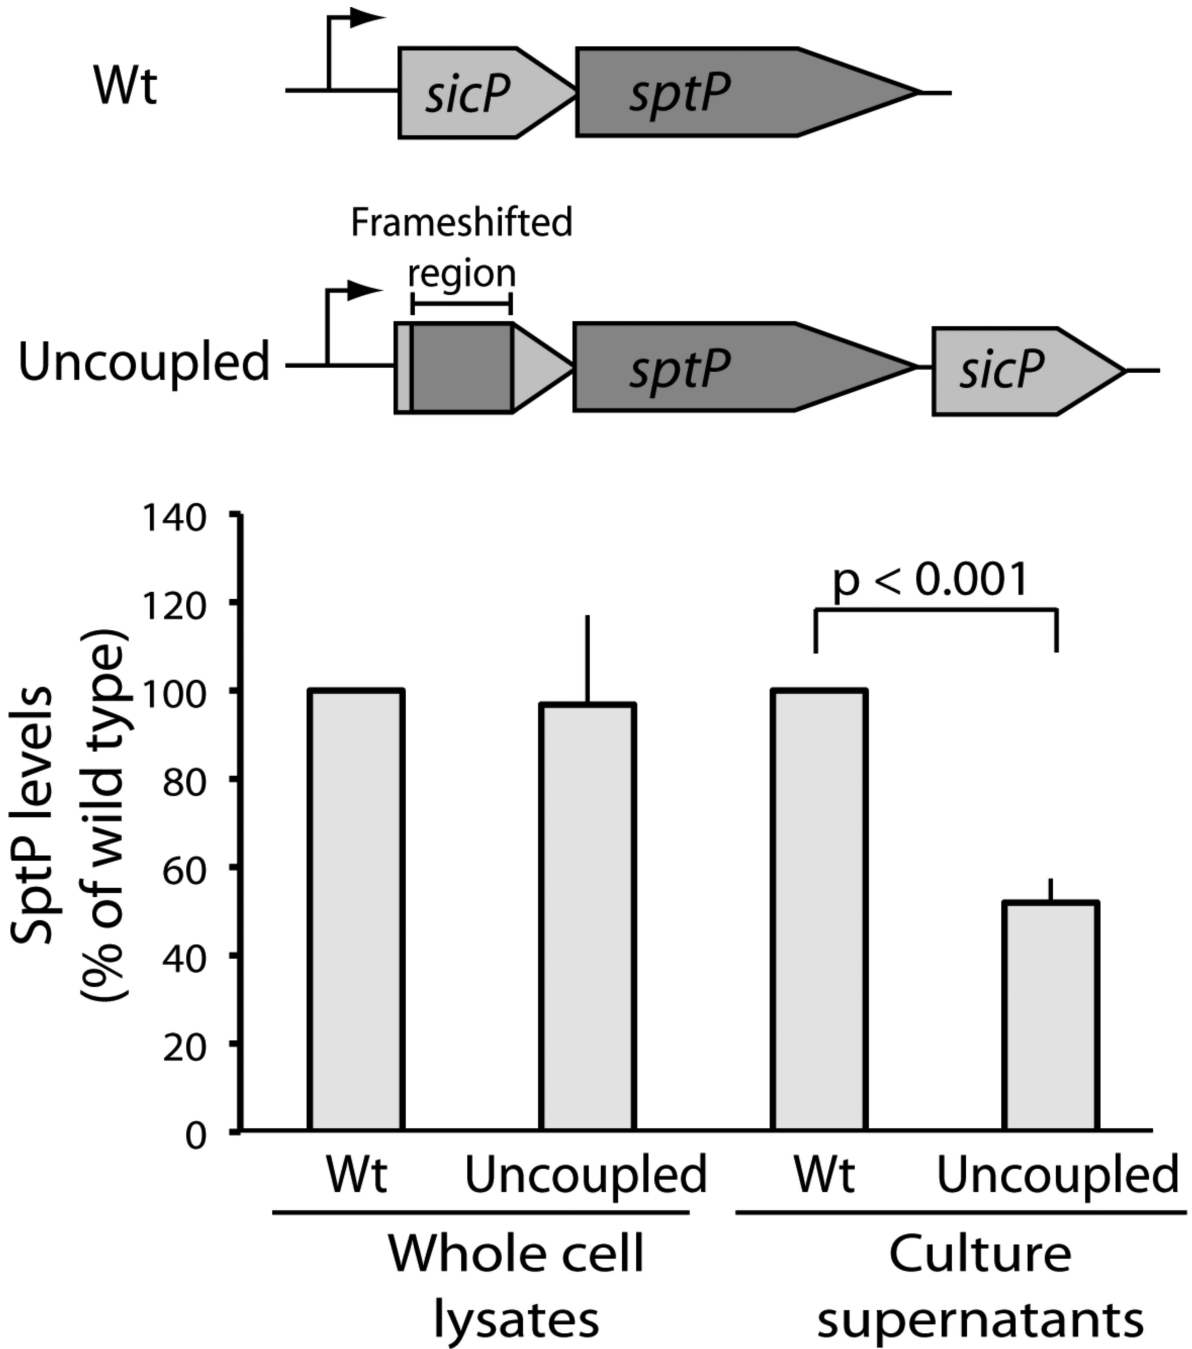 Wt
sicP
sptP
Frameshifted
region
Uncoupled
sptP
sicP
SptP levels
(% of wild type)
140
120
100
80
60
40
20
0
p < 0.001
Wt
Uncoupled
Wt
Uncoupled
Whole cell
lysates
Culture
supernatants